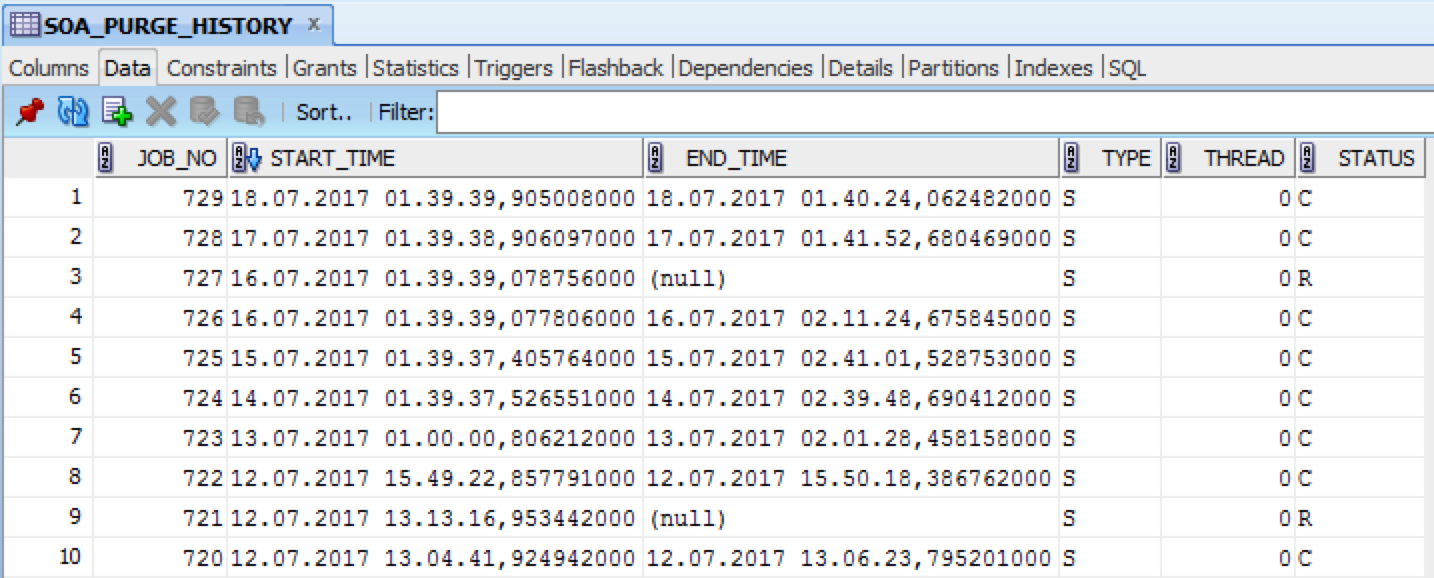 SOA_PURGE_HISTORY x
Columns Data Constraints |Grants |Statistics |Triggers |Flashback |Dependencies |Details |Partitions |Indexes |SQL
Sort.. Filter:
JOB_NO START_TIME END_TIME TYPE THREAD STATUS
1 729 18.07.2017 01.39.39,905008000 18.07.2017 01.40.24,062482000 S 0 C
2 728 17.07.2017 01.39.38,906097000 17.07.2017 01.41.52,680469000 S 0 C
3 727 16.07.2017 01.39.39,078756000 (null) S 0 R
4 726 16.07.2017 01.39.39,077806000 16.07.2017 02.11.24,675845000 S 0 C
5 725 15.07.2017 01.39.37,405764000 15.07.2017 02.41.01,528753000 S 0 C
6 724 14.07.2017 01.39.37,526551000 14.07.2017 02.39.48,690412000 S 0 C
7 723 13.07.2017 01.00.00,806212000 13.07.2017 02.01.28,458158000 S 0 C
8 722 12.07.2017 15.49.22,857791000 12.07.2017 15.50.18,386762000 S 0 C
9 721 12.07.2017 13.13.16,953442000 (null) S 0 R
10 720 12.07.2017 13.04.41,924942000 12.07.2017 13.06.23,795201000 S 0 C